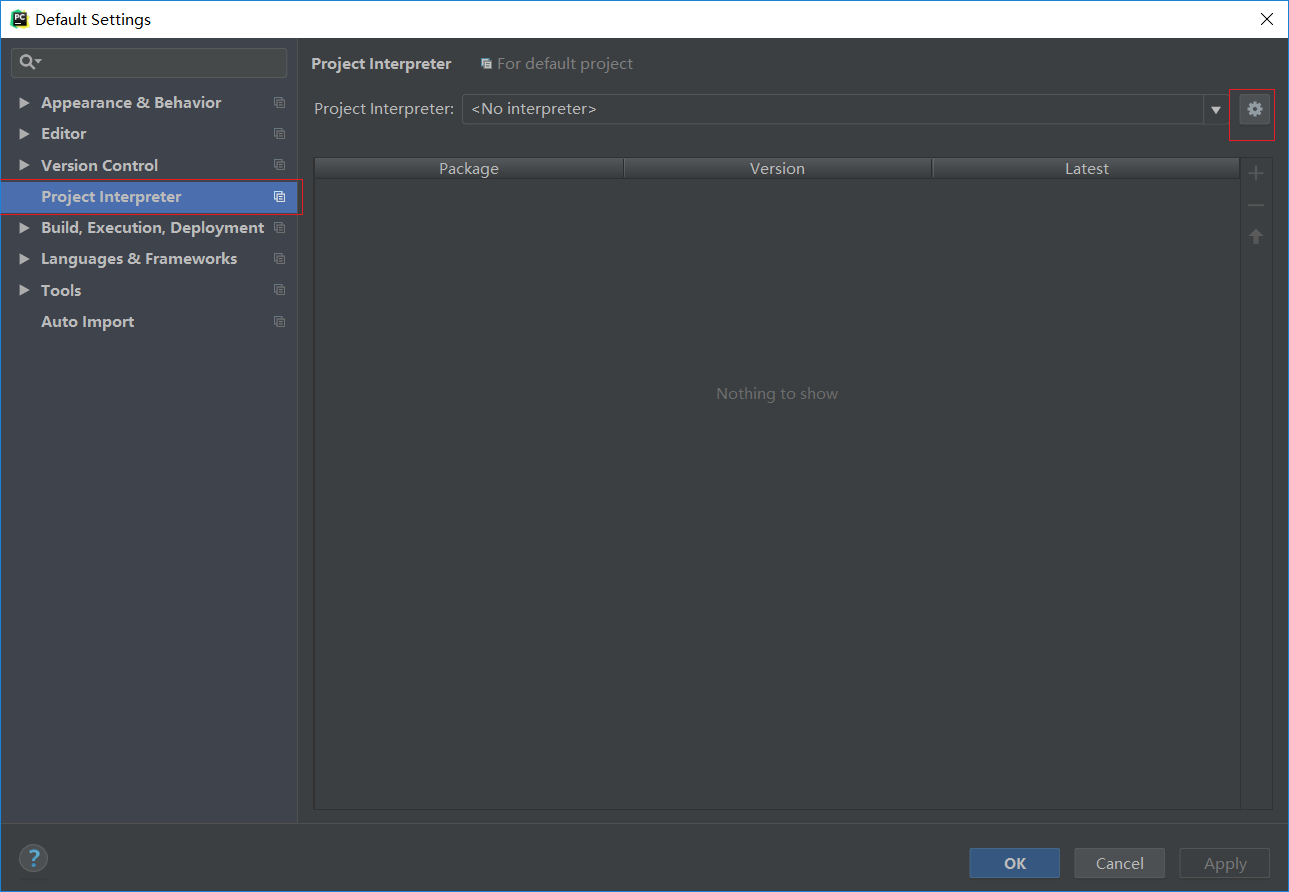 Default Settings
Project Interpreter For default project
Appearance & Behavior
Project Interpreter: <No interpreter>
Editor
Version Control
Package Version Latest
Project Interpreter
Build, Execution, Deployment
Languages & Frameworks
Tools
Auto Import
Nothing to show
? OK Cancel Apply